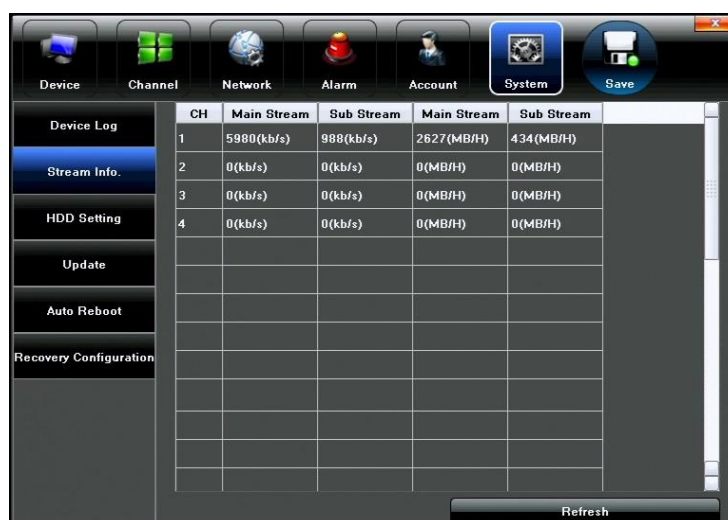 Device Channel Network Alarm Account System Save
Device Log
Stream Info.
HDD Setting
Update
Auto Reboot
Recovery Configuration
CH Main Stream Sub Stream Main Stream Sub Stream
1 5980(kb/s) 988(kb/s) 2627(MB/H) 434(MB/H)
2 0(kb/s) 0(kb/s) 0(MB/H) 0(MB/H)
3 0(kb/s) 0(kb/s) 0(MB/H) 0(MB/H)
4 0(kb/s) 0(kb/s) 0(MB/H) 0(MB/H)
Refresh